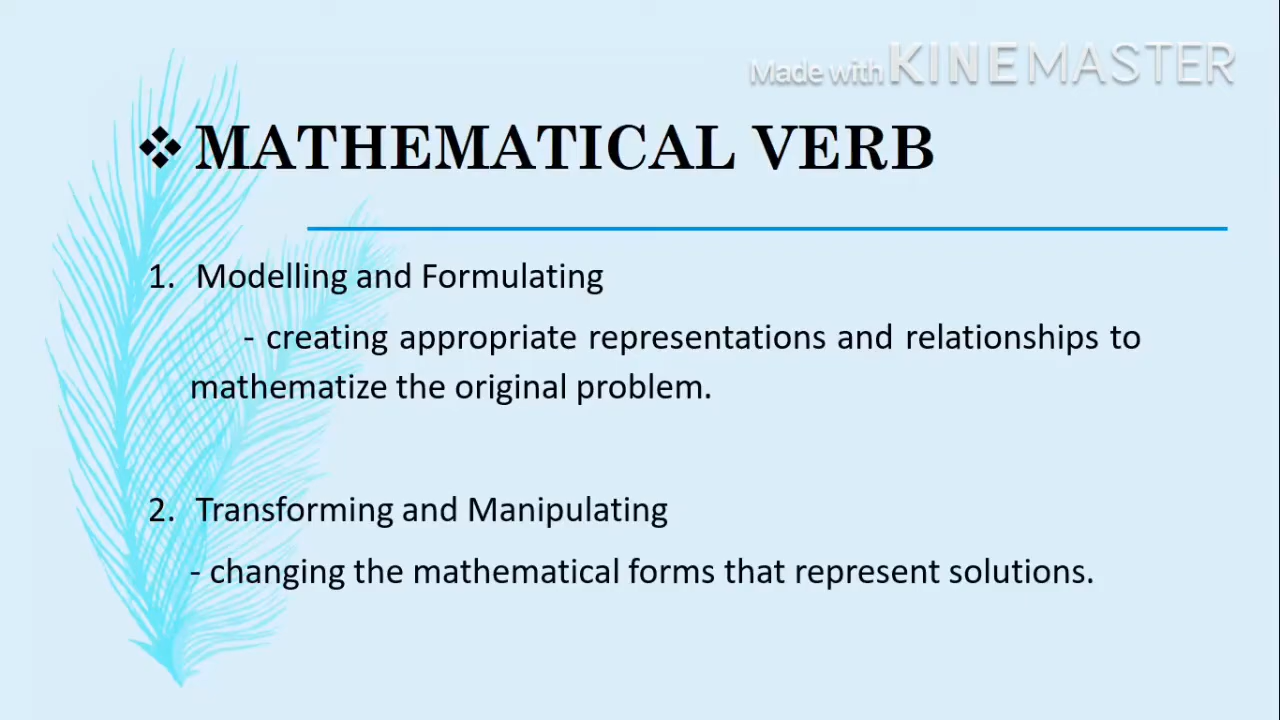 Made with KINEMASTER
❖ MATHEMATICAL VERB
1. Modelling and Formulating
- creating appropriate representations and relationships to
mathematize the original problem.
2. Transforming and Manipulating
- changing the mathematical forms that represent solutions.